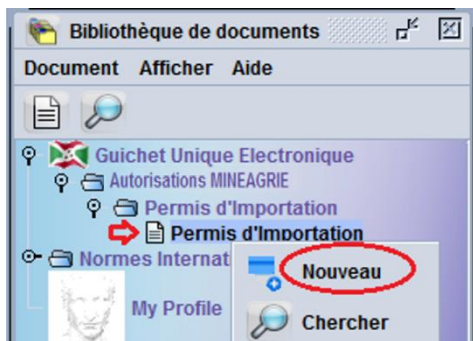 Bibliothèque de documents
Document Afficher Aide
Guichet Unique Electronique
Autorisations MINEAGRIE
Permis d'Importation
Permis d'Importation
Normes Internat
Nouveau
My Profile
Chercher